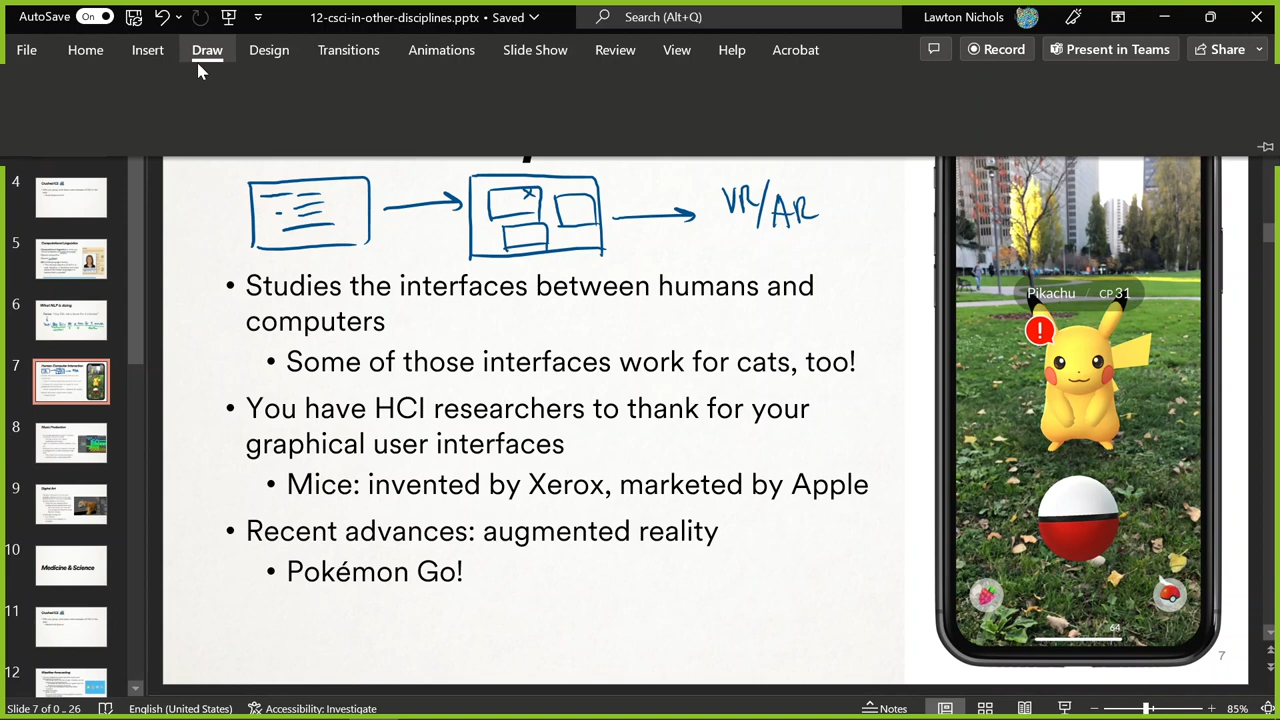 AutoSave On 12-csci-in-other-disciplines.pptx • Saved Search (Alt+Q) Lawton Nichols
File Home Insert Draw Design Transitions Animations Slide Show Review View Help Acrobat Record Present in Teams Share
4
5
6
7
8
9
10
Medicine & Science
11
12
VR/AR
• Studies the interfaces between humans and
computers
• Some of those interfaces work for cats, too!
• You have HCI researchers to thank for your
graphical user interfaces
• Mice: invented by Xerox, marketed by Apple
• Recent advances: augmented reality
• Pokémon Go!
Pikachu / CP 31
!
64
7
Slide 7 of 0 .. 26 English (United States) Accessibility: Investigate Notes 85%